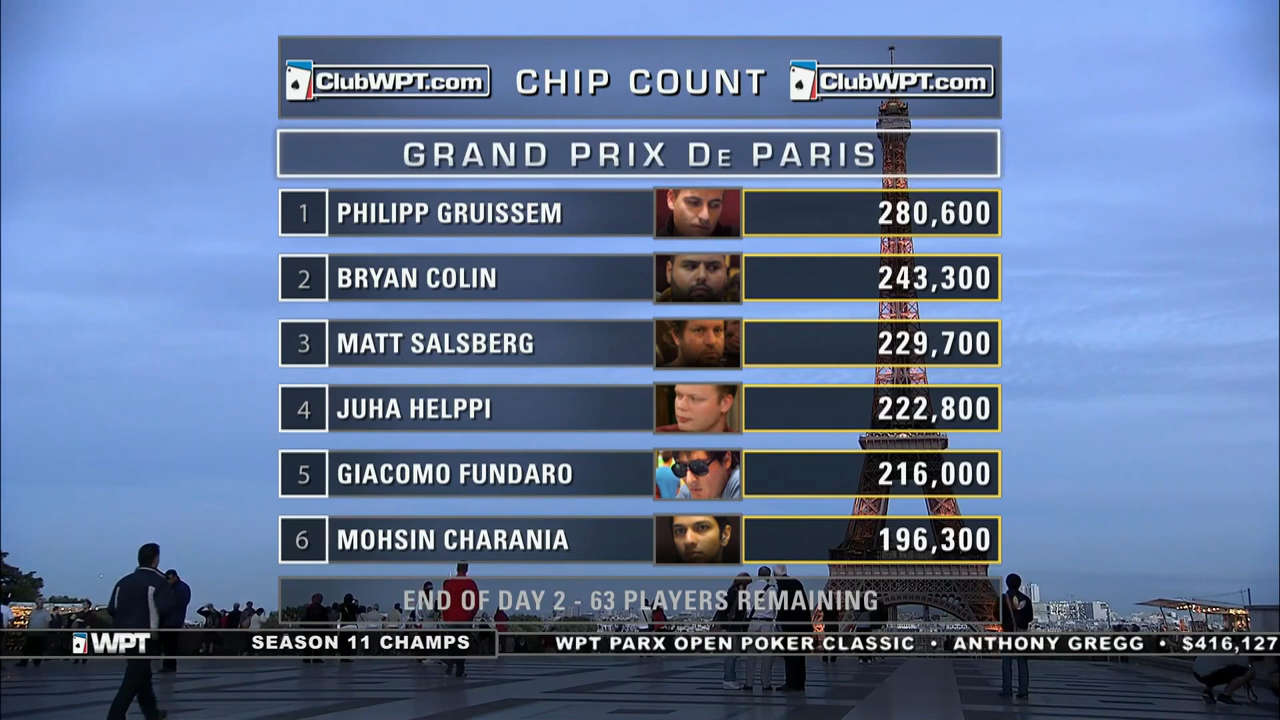 ClubWPT.com CHIP COUNT ClubWPT.com
GRAND PRIX DE PARIS
1 PHILIPP GRUISSEM 280,600
2 BRYAN COLIN 243,300
3 MATT SALSBERG 229,700
4 JUHA HELPPI 222,800
5 GIACOMO FUNDARO 216,000
6 MOHSIN CHARANIA 196,300
END OF DAY 2 - 63 PLAYERS REMAINING
WPT SEASON 11 CHAMPS WPT PARX OPEN POKER CLASSIC • ANTHONY GREGG • $416,127